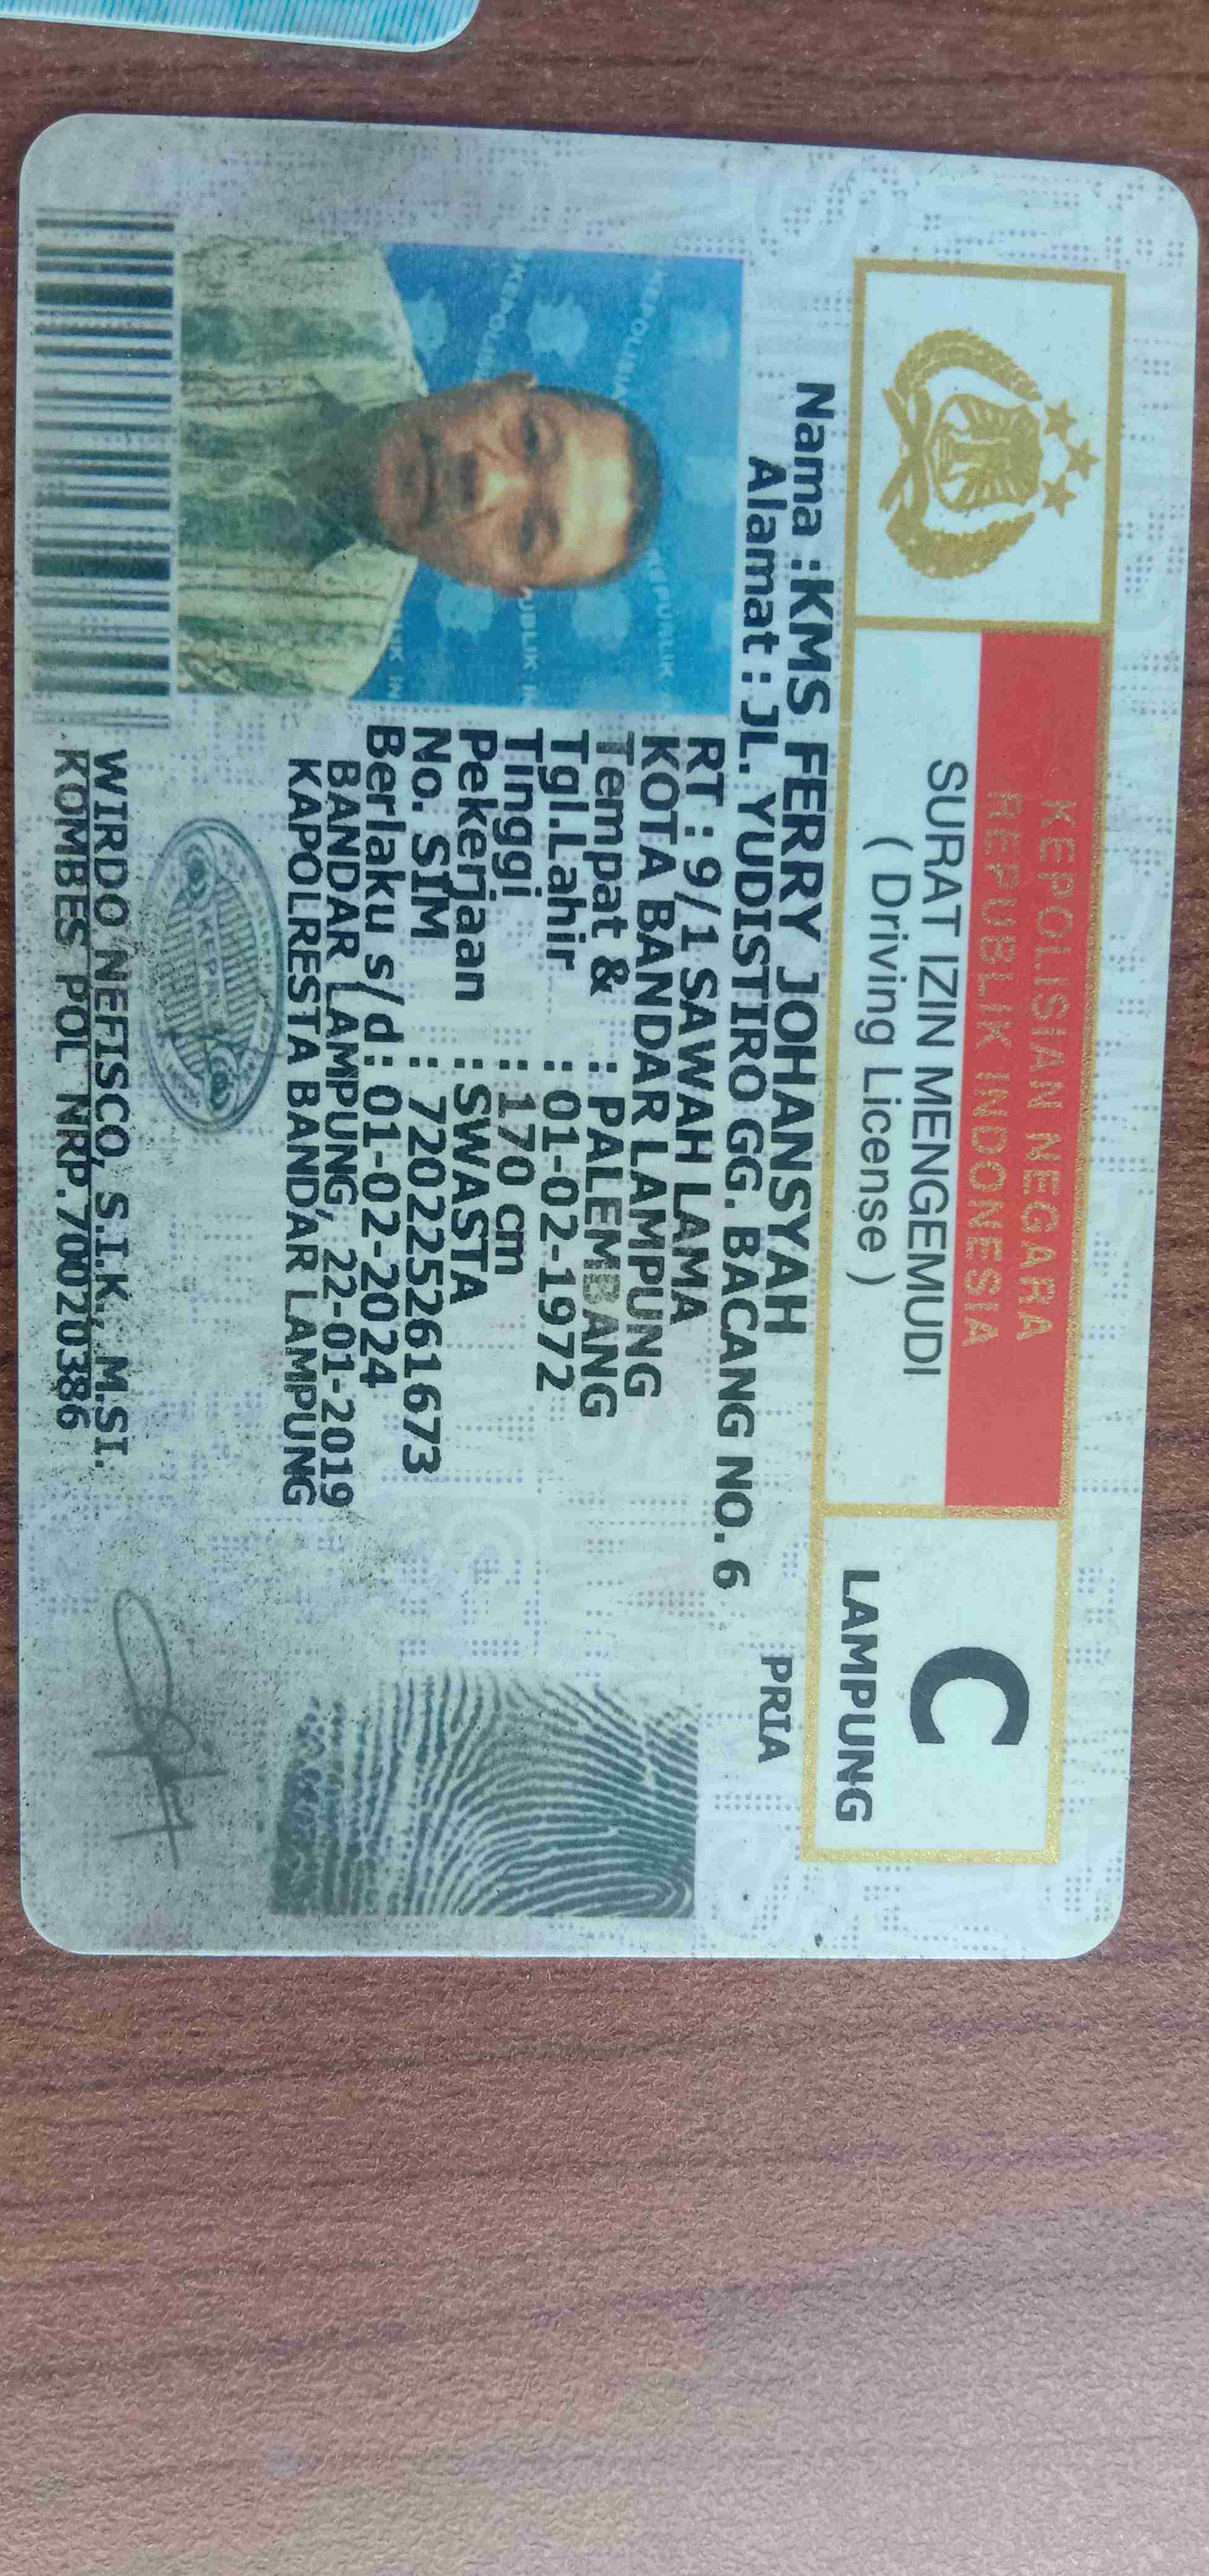 KEPOLISIAN NEGARA
REPUBLIK INDONESIA
SURAT IZIN MENGEMUDI
( Driving License )
C
LAMPUNG
Nama :KMS FERRY JOHANSYAH
PRIA
Alamat : JL. YUDISTIRO GG. BACANG NO. 6
RT : 9/1 SAWAH LAMA
KOTA BANDAR LAMPUNG
Tempat & : PALEMBANG
Tgl.Lahir : 01-02-1972
Tinggi : 170 cm
Pekerjaan : SWASTA
No. SIM : 720225261673
Berlaku s/d : 01-02-2024
BANDAR LAMPUNG, 22-01-2019
KAPOLRESTA BANDAR LAMPUNG
WIRDO NEFISCO, S.I.K., M.SI.
KOMBES POL NRP.70020386